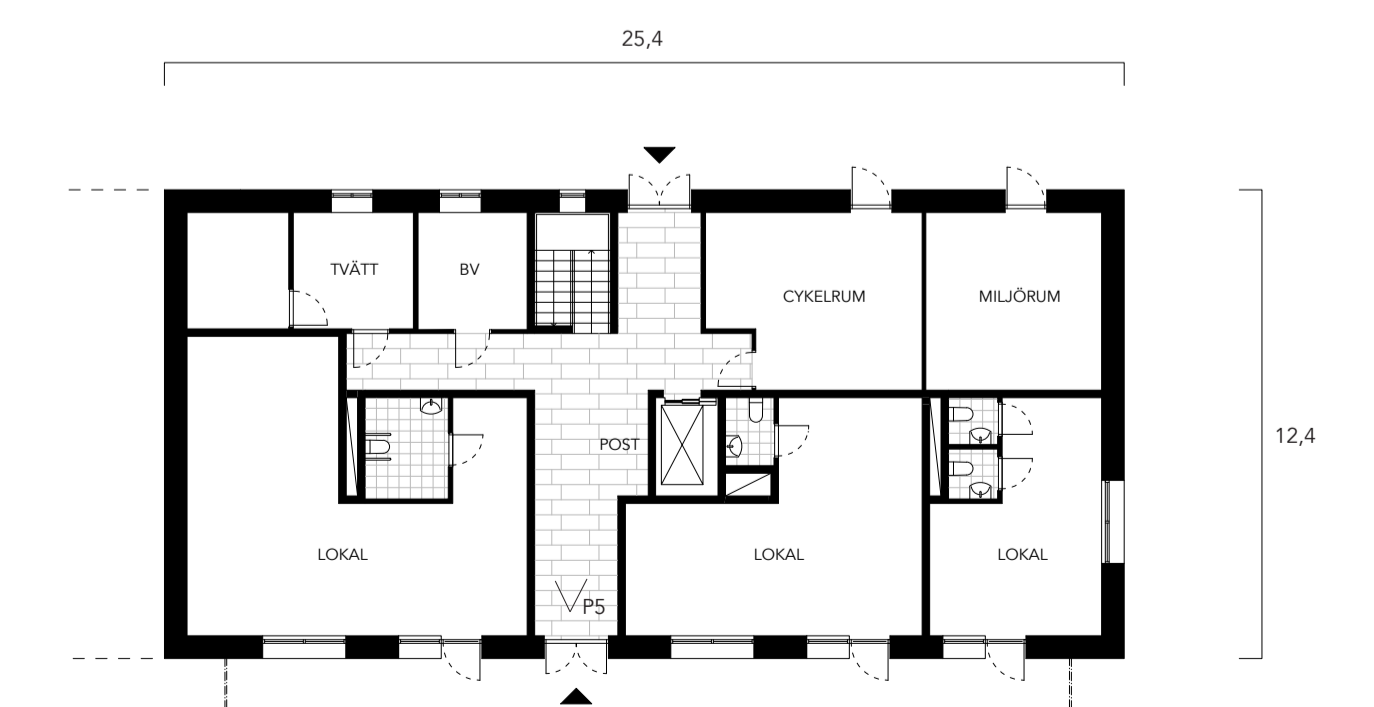 25,4
TVÄTT
BV
CYKELRUM
MILJÖRUM
12,4
POST
LOKAL
LOKAL
LOKAL
P5